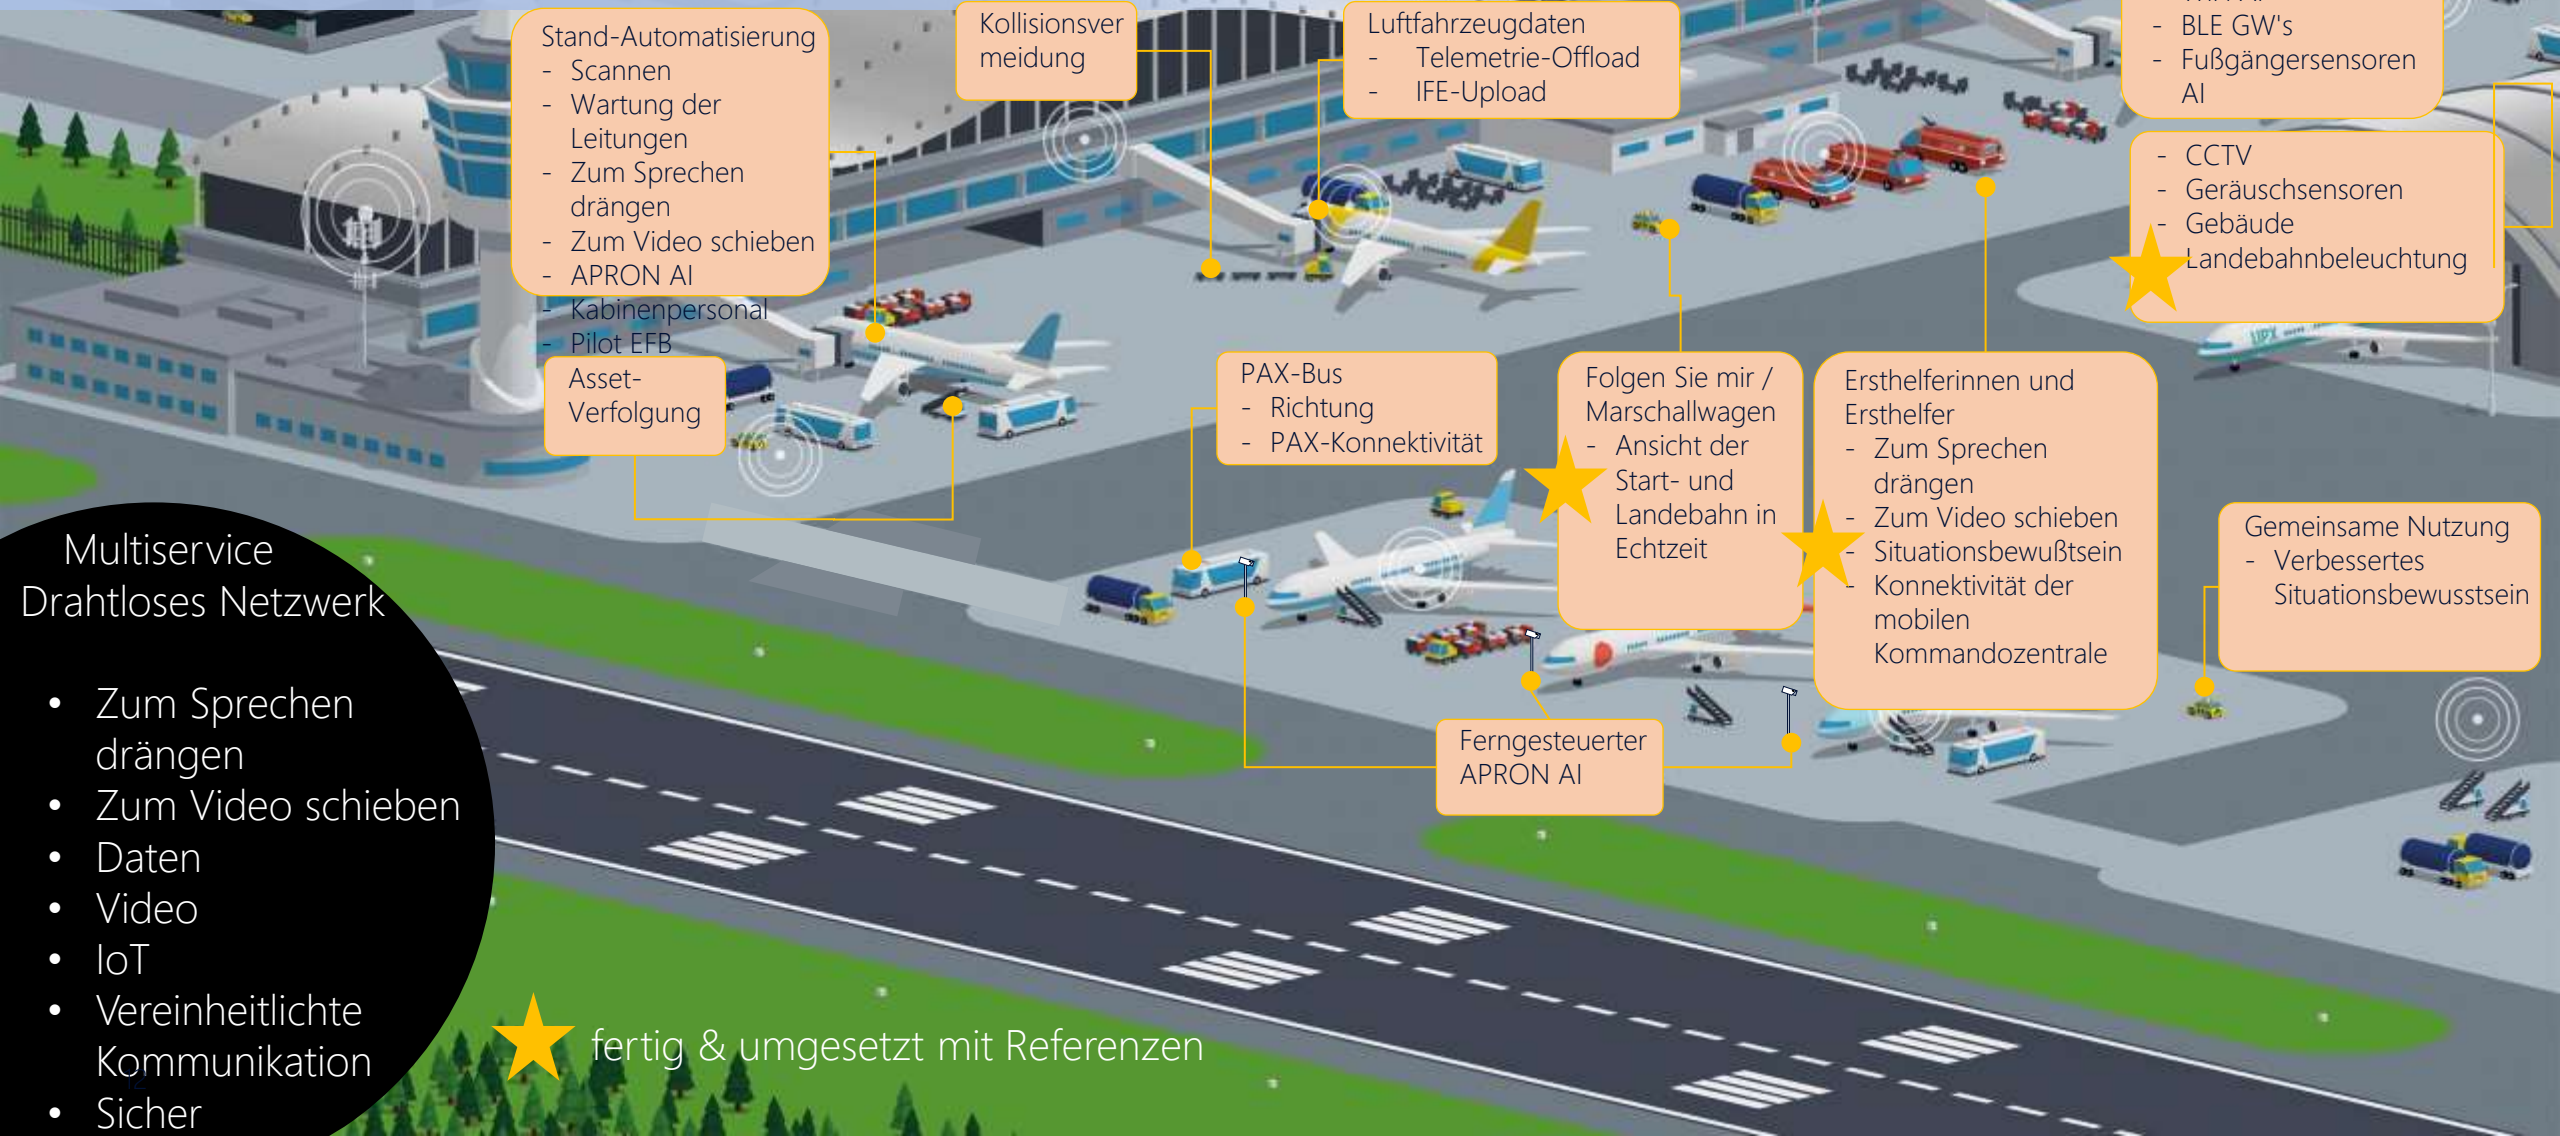 Stand-Automatisierung
- Scannen
- Wartung der
Leitungen
- Zum Sprechen
drängen
- Zum Video schieben
- APRON AI
- Kabinenpersonal
- Pilot EFB
Asset-
Verfolgung
Kollisionsver
meidung
Luftfahrzeugdaten
- Telemetrie-Offload
- IFE-Upload
- BLE GW's
- Fußgängersensoren
AI
- CCTV
- Geräuschsensoren
- Gebäude
Landebahnbeleuchtung
PAX-Bus
- Richtung
- PAX-Konnektivität
Folgen Sie mir /
Marschallwagen
- Ansicht der
Start- und
Landebahn in
Echtzeit
Ersthelferinnen und
Ersthelfer
- Zum Sprechen
drängen
- Zum Video schieben
- Situationsbewußtsein
- Konnektivität der
mobilen
Kommandozentrale
Gemeinsame Nutzung
- Verbessertes
Situationsbewusstsein
Ferngesteuerter
APRON AI
Multiservice
Drahtloses Netzwerk
• Zum Sprechen
drängen
• Zum Video schieben
• Daten
• Video
• IoT
• Vereinheitlichte
Kommunikation
• Sicher
12
fertig & umgesetzt mit Referenzen